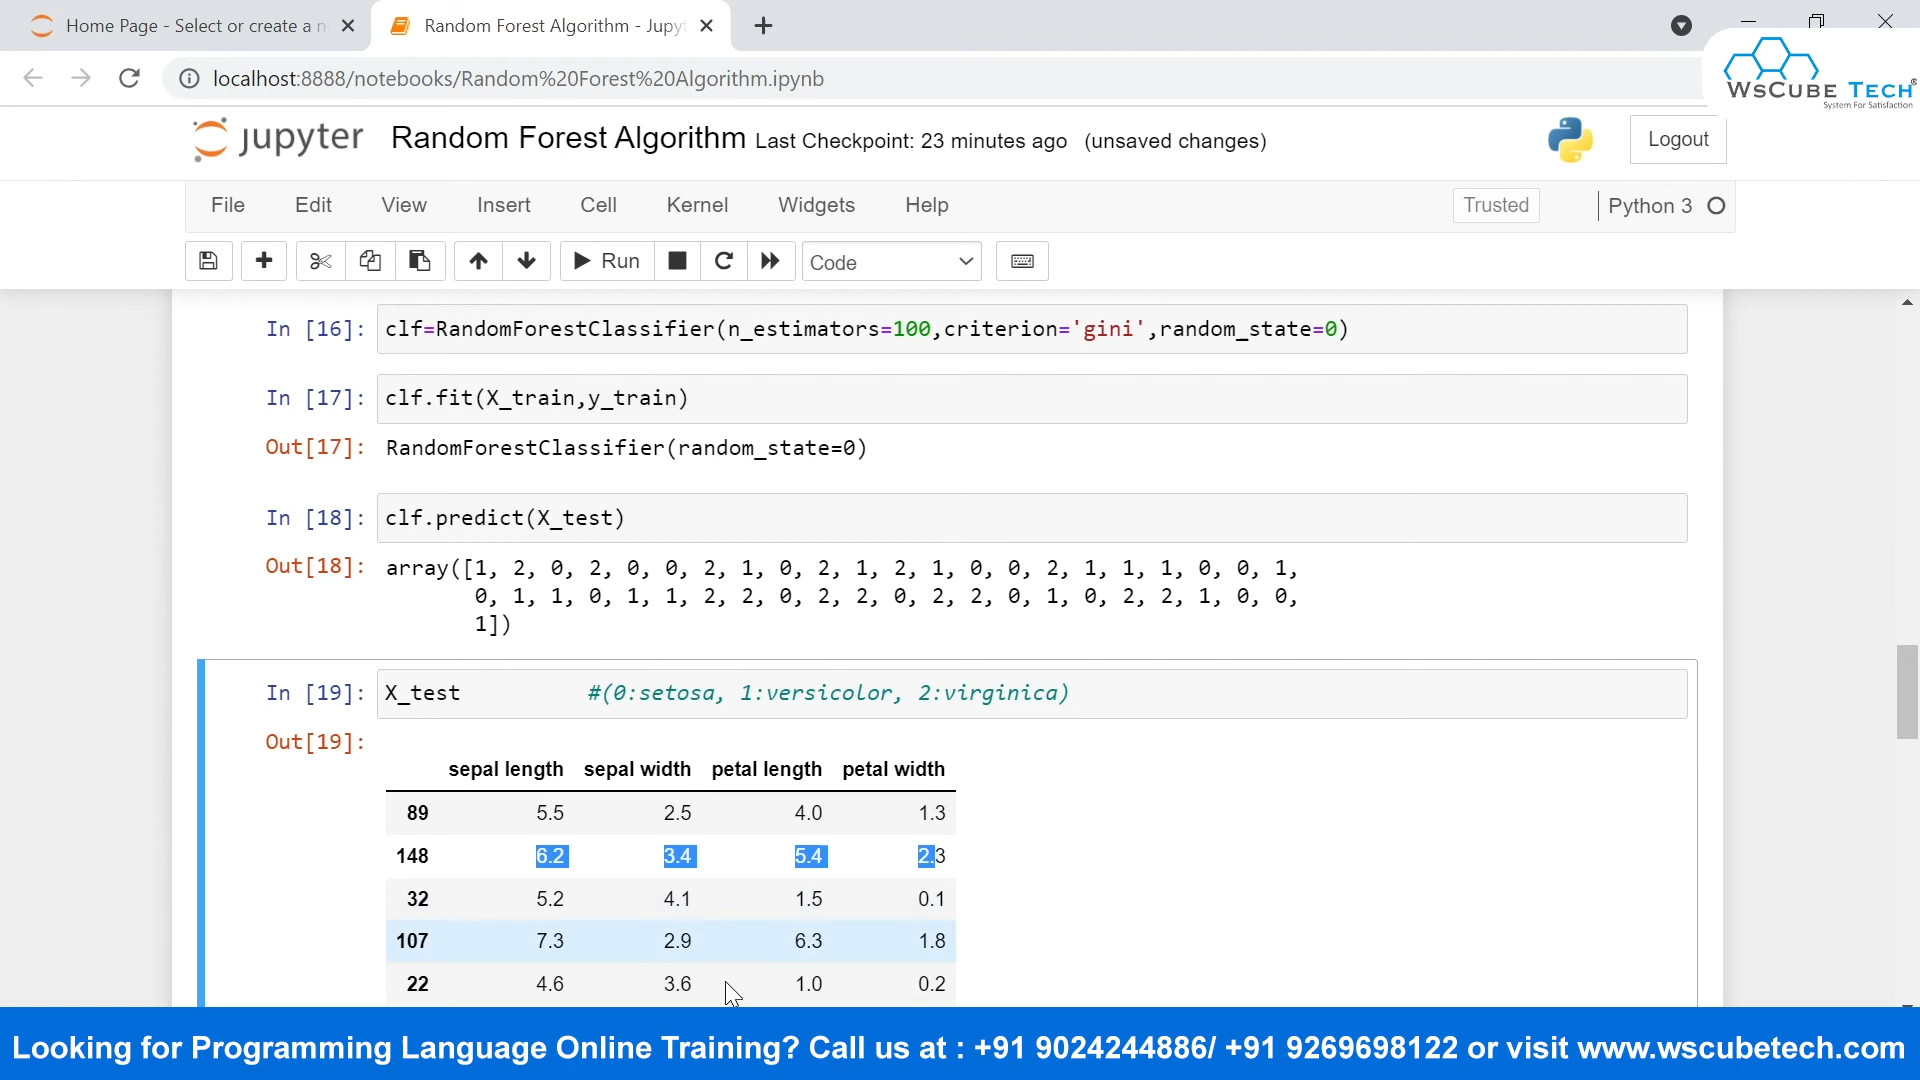 Home Page - Select or create a n
Random Forest Algorithm - Jupy
localhost:8888/notebooks/Random%20Forest%20Algorithm.ipynb
WsCube Tech®
System For Satisfaction
jupyter Random Forest Algorithm Last Checkpoint: 23 minutes ago (unsaved changes)
Logout
File Edit View Insert Cell Kernel Widgets Help
Trusted
Python 3
Run
Code
In [16]: clf=RandomForestClassifier(n_estimators=100,criterion='gini',random_state=0)
In [17]: clf.fit(X_train,y_train)
Out[17]: RandomForestClassifier(random_state=0)
In [18]: clf.predict(X_test)
Out[18]: array([1, 2, 0, 2, 0, 0, 2, 1, 0, 2, 1, 2, 1, 0, 0, 2, 1, 1, 1, 0, 0, 1,
0, 1, 1, 0, 1, 1, 2, 2, 0, 2, 2, 0, 2, 2, 0, 1, 0, 2, 2, 1, 0, 0,
1])
In [19]: X_test #(0:setosa, 1:versicolor, 2:virginica)
Out[19]:
sepal length sepal width petal length petal width
89 5.5 2.5 4.0 1.3
148 6.2 3.4 5.4 2.3
32 5.2 4.1 1.5 0.1
107 7.3 2.9 6.3 1.8
22 4.6 3.6 1.0 0.2
Looking for Programming Language Online Training? Call us at : +91 9024244886/ +91 9269698122 or visit www.wscubetech.com